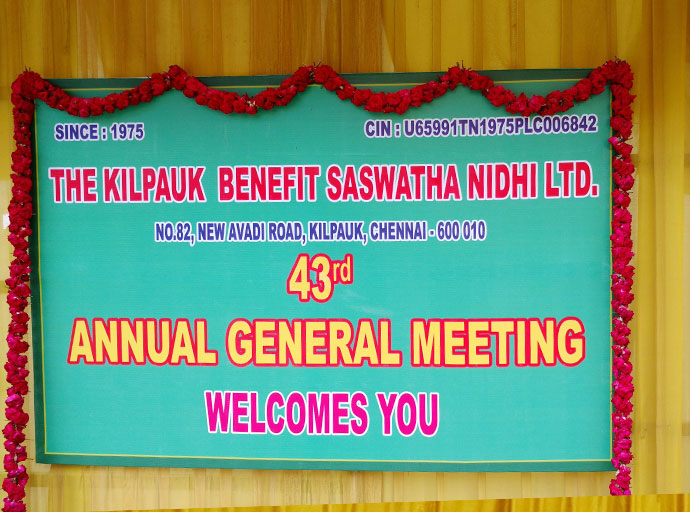 SINCE : 1975
CIN : U65991TN1975PLC006842
THE KILPAUK BENEFIT SASWATHA NIDHI LTD.
NO.82, NEW AVADI ROAD, KILPAUK, CHENNAI - 600 010
43rd
ANNUAL GENERAL MEETING
WELCOMES YOU